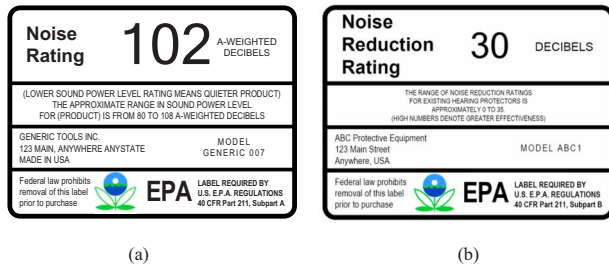 Noise
Rating
102
A-WEIGHTED
DECIBELS
(LOWER SOUND POWER LEVEL RATING MEANS QUIETER PRODUCT)
THE APPROXIMATE RANGE IN SOUND POWER LEVEL
FOR (PRODUCT) IS FROM 80 TO 108 A-WEIGHTED DECIBELS
GENERIC TOOLS INC.
123 MAIN, ANYWHERE ANYSTATE
MADE IN USA
MODEL
GENERIC 007
Federal law prohibits
removal of this label
prior to purchase
EPA
LABEL REQUIRED BY
U.S. E.P.A. REGULATIONS
40 CFR Part 211, Subpart A
(a)
Noise
Reduction
Rating
30
DECIBELS
THE RANGE OF NOISE REDUCTION RATINGS
FOR EXISTING HEARING PROTECTORS IS
APPROXIMATELY 0 TO 35.
(HIGH NUMBERS DENOTE GREATER EFFECTIVENESS)
ABC Protective Equipment
123 Main Street
Anywhere, USA
MODEL ABC1
Federal law prohibits
removal of this label
prior to purchase
EPA
LABEL REQUIRED BY
U.S. E.P.A. REGULATIONS
40 CFR Part 211, Subpart B
(b)